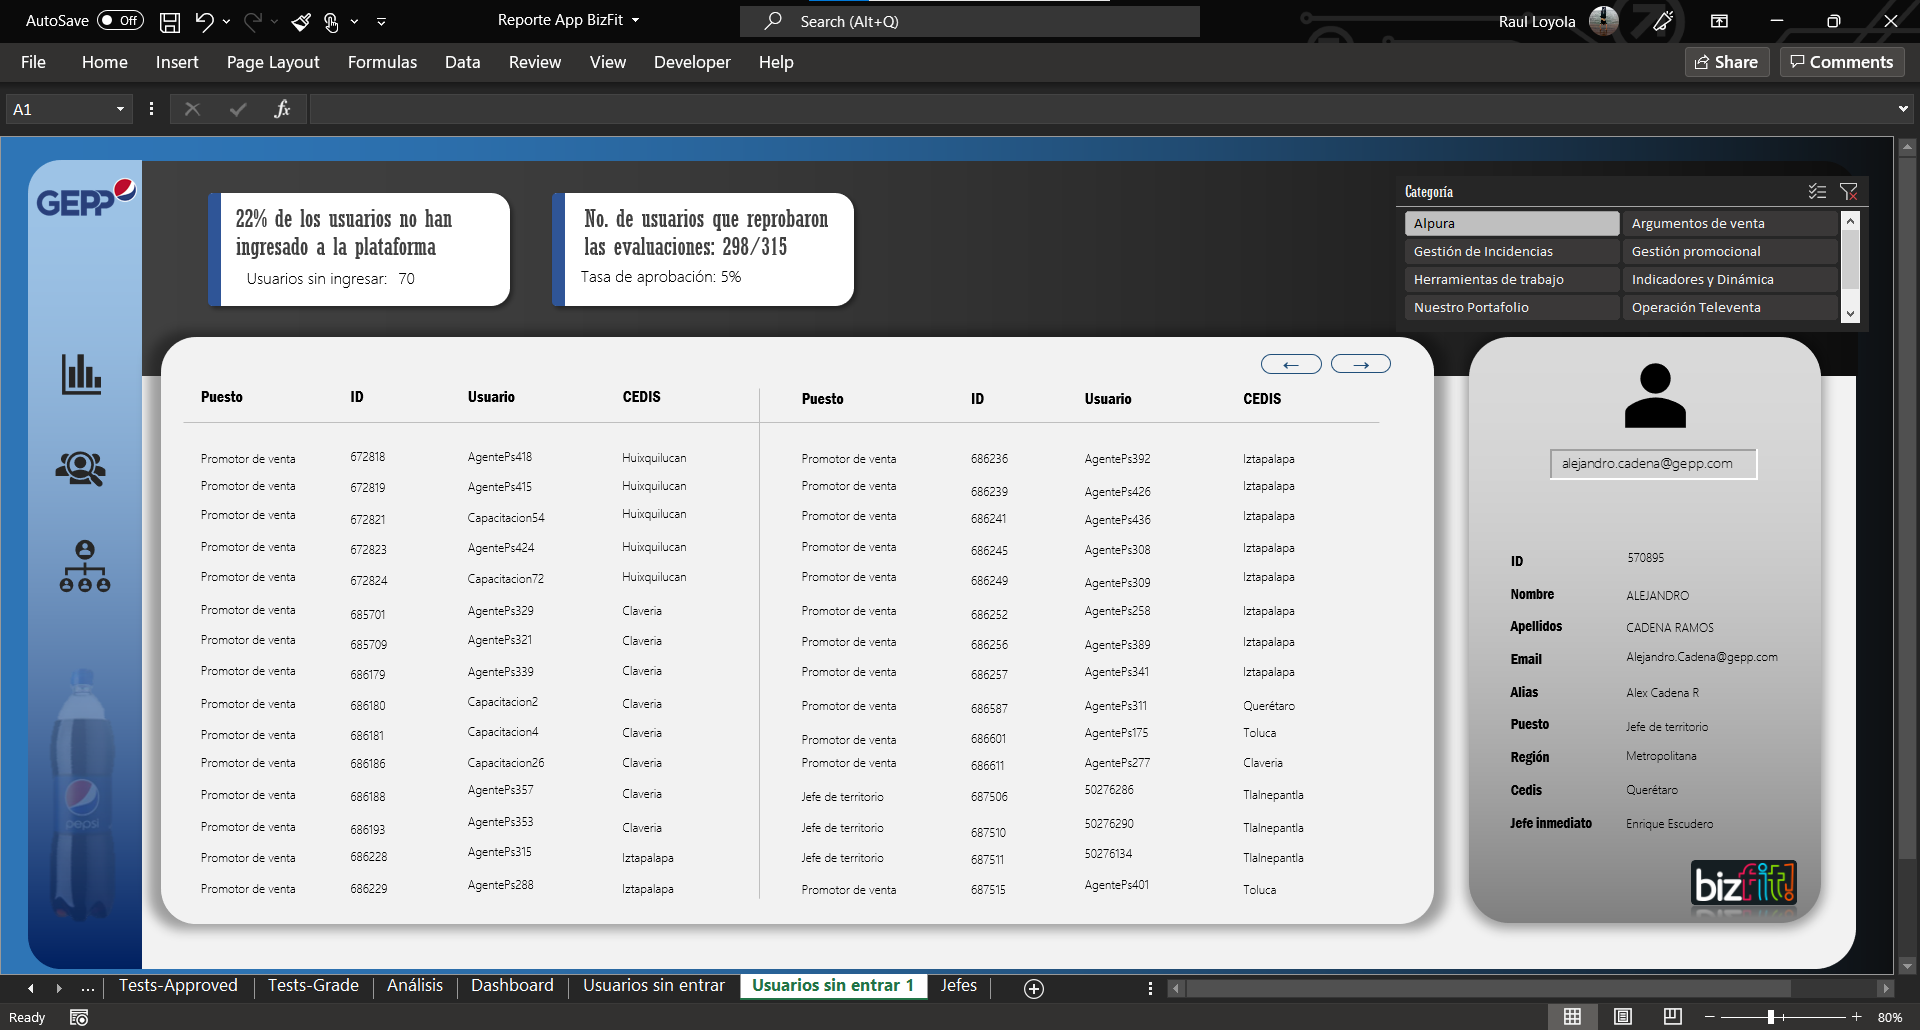 AutoSave Off
Reporte App BizFit
Search (Alt+Q)
Raul Loyola
File Home Insert Page Layout Formulas Data Review View Developer Help
Share Comments
A1
fx
GEPP
22% de los usuarios no han
ingresado a la plataforma
Usuarios sin ingresar: 70
No. de usuarios que reprobaron
las evaluaciones: 298/315
Tasa de aprobación: 5%
Categoría
Alpura Argumentos de venta
Gestión de Incidencias Gestión promocional
Herramientas de trabajo Indicadores y Dinámica
Nuestro Portafolio Operación Televenta
← →
Puesto ID Usuario CEDIS Puesto ID Usuario CEDIS
Promotor de venta 672818 AgentePs418 Huixquilucan Promotor de venta 686236 AgentePs392 Iztapalapa
Promotor de venta 672819 AgentePs415 Huixquilucan Promotor de venta 686239 AgentePs426 Iztapalapa
Promotor de venta 672821 Capacitacion54 Huixquilucan Promotor de venta 686241 AgentePs436 Iztapalapa
Promotor de venta 672823 AgentePs424 Huixquilucan Promotor de venta 686245 AgentePs308 Iztapalapa
Promotor de venta 672824 Capacitacion72 Huixquilucan Promotor de venta 686249 AgentePs309 Iztapalapa
Promotor de venta 685701 AgentePs329 Claveria Promotor de venta 686252 AgentePs258 Iztapalapa
Promotor de venta 685709 AgentePs321 Claveria Promotor de venta 686256 AgentePs389 Iztapalapa
Promotor de venta 686179 AgentePs339 Claveria Promotor de venta 686257 AgentePs341 Iztapalapa
Promotor de venta 686180 Capacitacion2 Claveria Promotor de venta 686587 AgentePs311 Querétaro
Promotor de venta 686181 Capacitacion4 Claveria Promotor de venta 686601 AgentePs175 Toluca
Promotor de venta 686186 Capacitacion26 Claveria Promotor de venta 686611 AgentePs277 Claveria
Promotor de venta 686188 AgentePs357 Claveria Jefe de territorio 687506 50276286 Tlalnepantla
Promotor de venta 686193 AgentePs353 Claveria Jefe de territorio 687510 50276290 Tlalnepantla
Promotor de venta 686228 AgentePs315 Iztapalapa Jefe de territorio 687511 50276134 Tlalnepantla
Promotor de venta 686229 AgentePs288 Iztapalapa Promotor de venta 687515 AgentePs401 Toluca
alejandro.cadena@gepp.com
ID 570895
Nombre ALEJANDRO
Apellidos CADENA RAMOS
Email Alejandro.Cadena@gepp.com
Alias Alex Cadena R
Puesto Jefe de territorio
Región Metropolitana
Cedis Querétaro
Jefe inmediato Enrique Escudero
bizfit!
pepsi
... Tests-Approved Tests-Grade Análisis Dashboard Usuarios sin entrar Usuarios sin entrar 1 Jefes
Ready
80%